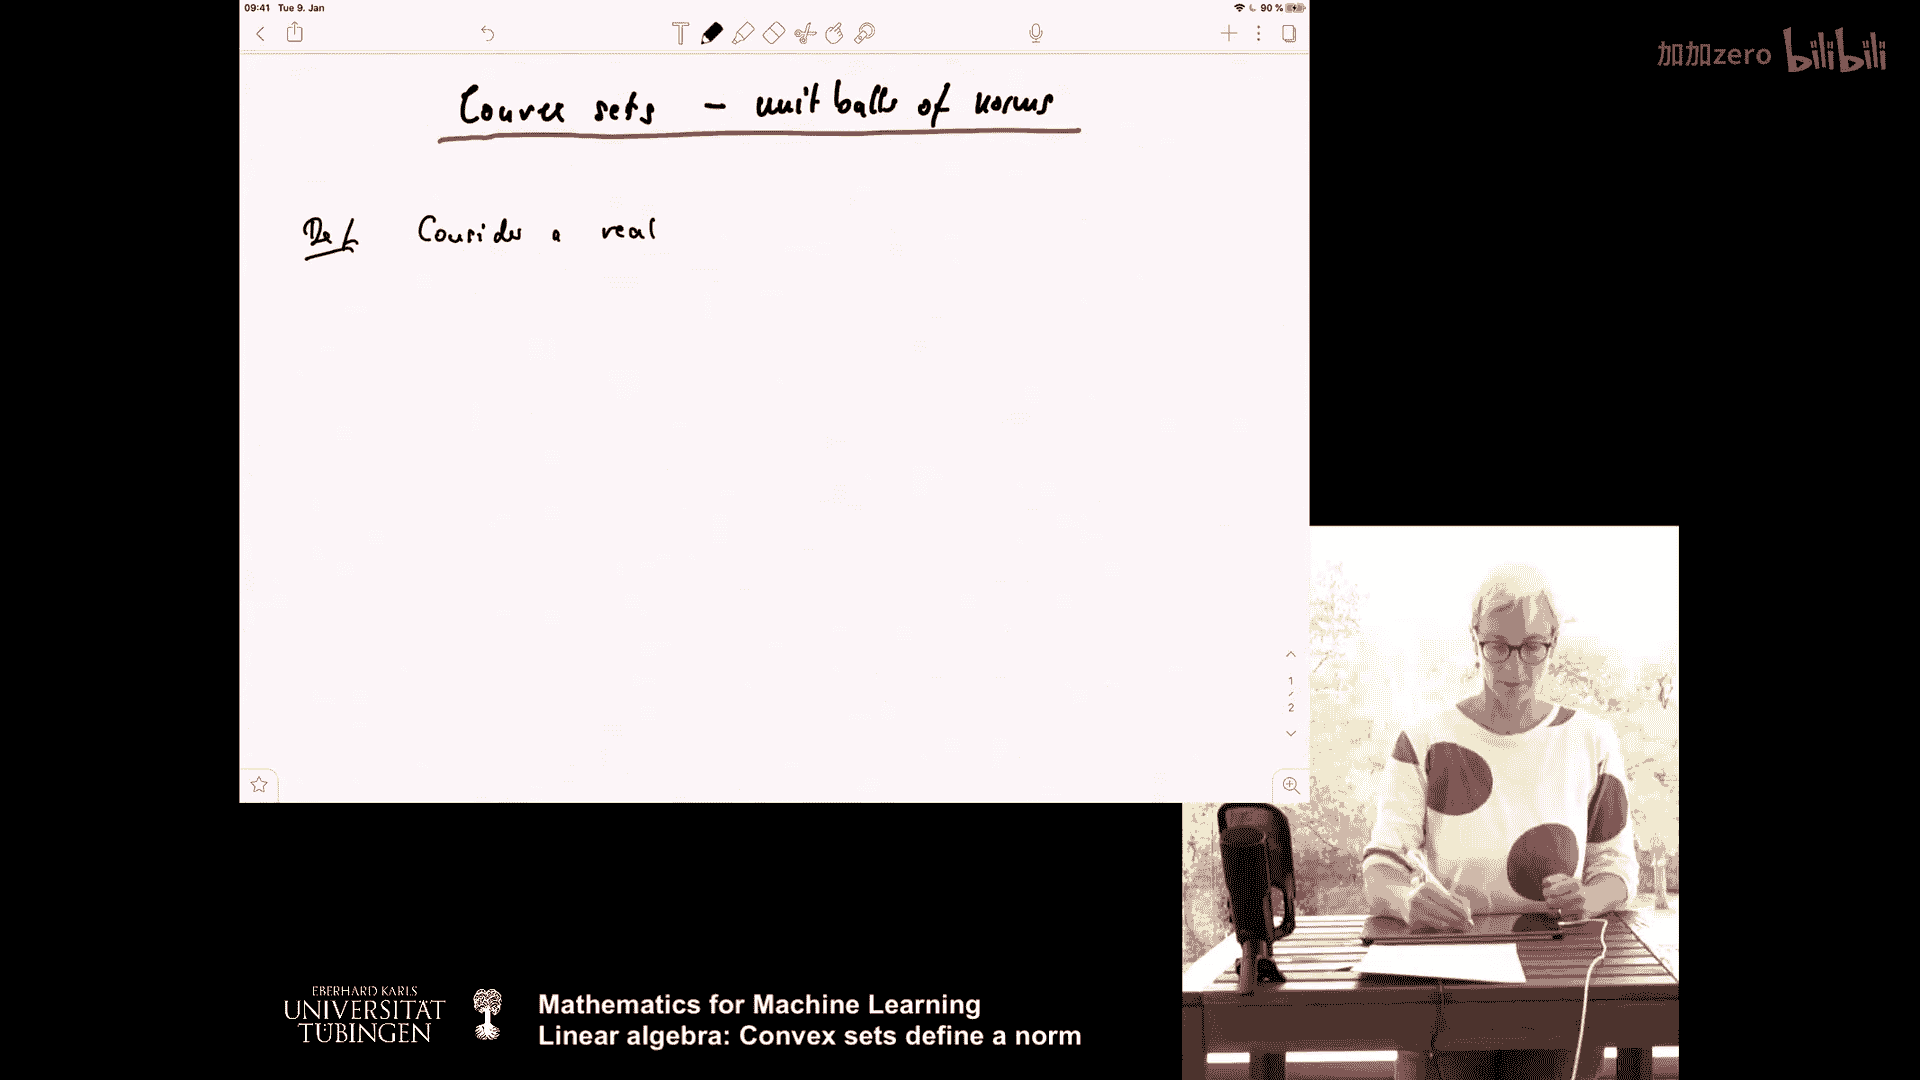 09:41 Tue 9. Jan
90 %
加加zero bilibili
Convex sets – unit balls of norms
Def Consider a real
1
2
EBERHARD KARLS
UNIVERSITÄT
TÜBINGEN
Mathematics for Machine Learning
Linear algebra: Convex sets define a norm